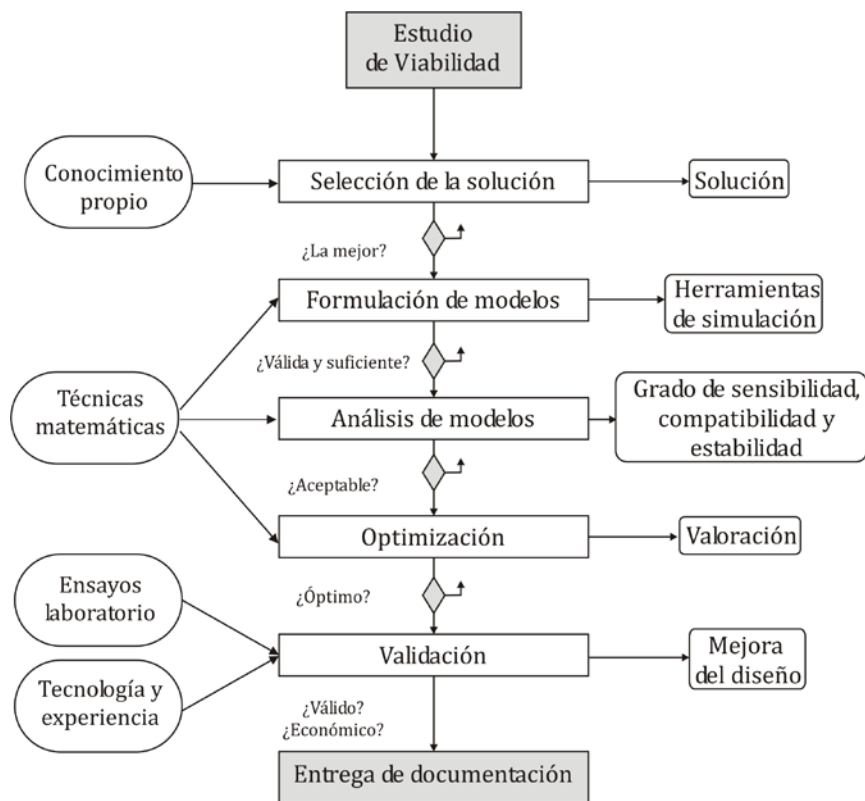 Estudio
de Viabilidad
Conocimiento
propio
Selección de la solución
Solución
¿La mejor?
Formulación de modelos
Herramientas
de simulación
¿Válida y suficiente?
Técnicas
matemáticas
Análisis de modelos
Grado de sensibilidad,
compatibilidad y
estabilidad
¿Aceptable?
Optimización
Valoración
Ensayos
laboratorio
¿Óptimo?
Validación
Mejora
del diseño
Tecnología y
experiencia
¿Válido?
¿Económico?
Entrega de documentación